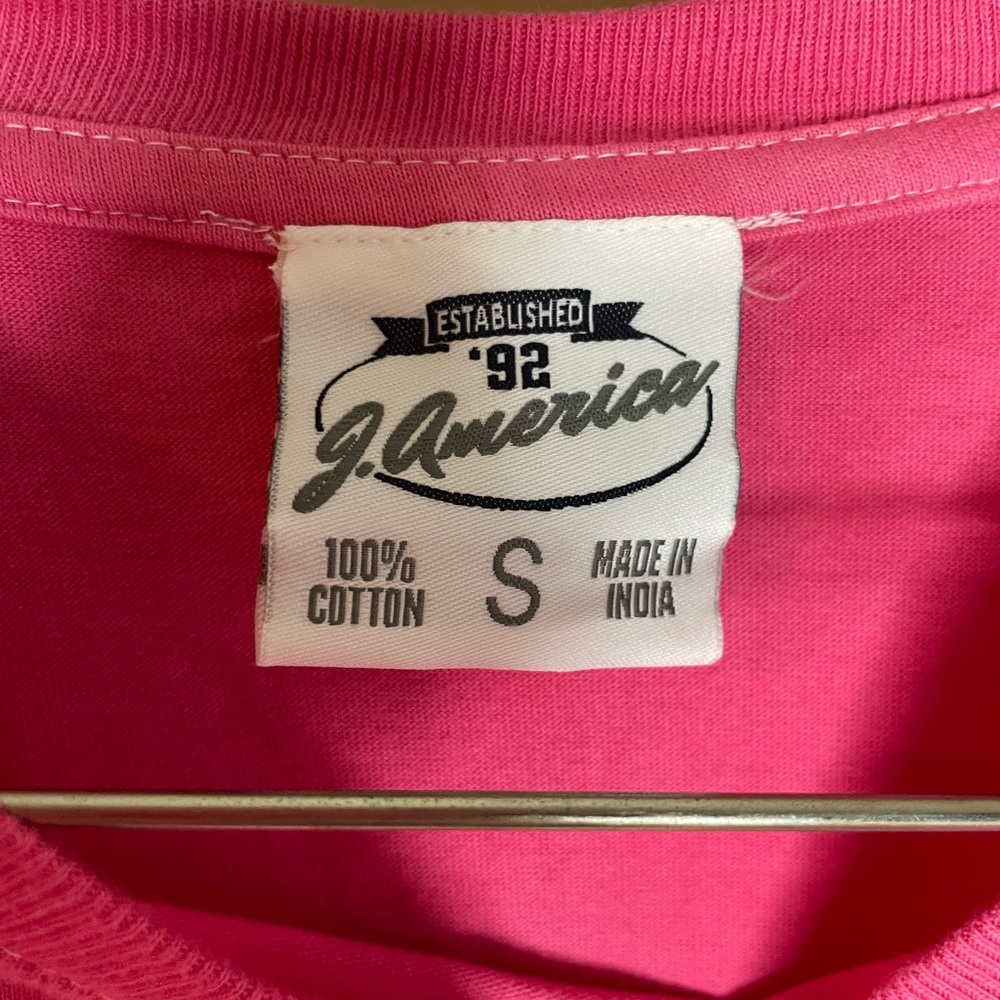 ESTABLISHED
'92
J.America
100%
COTTON
S
MADE IN
INDIA